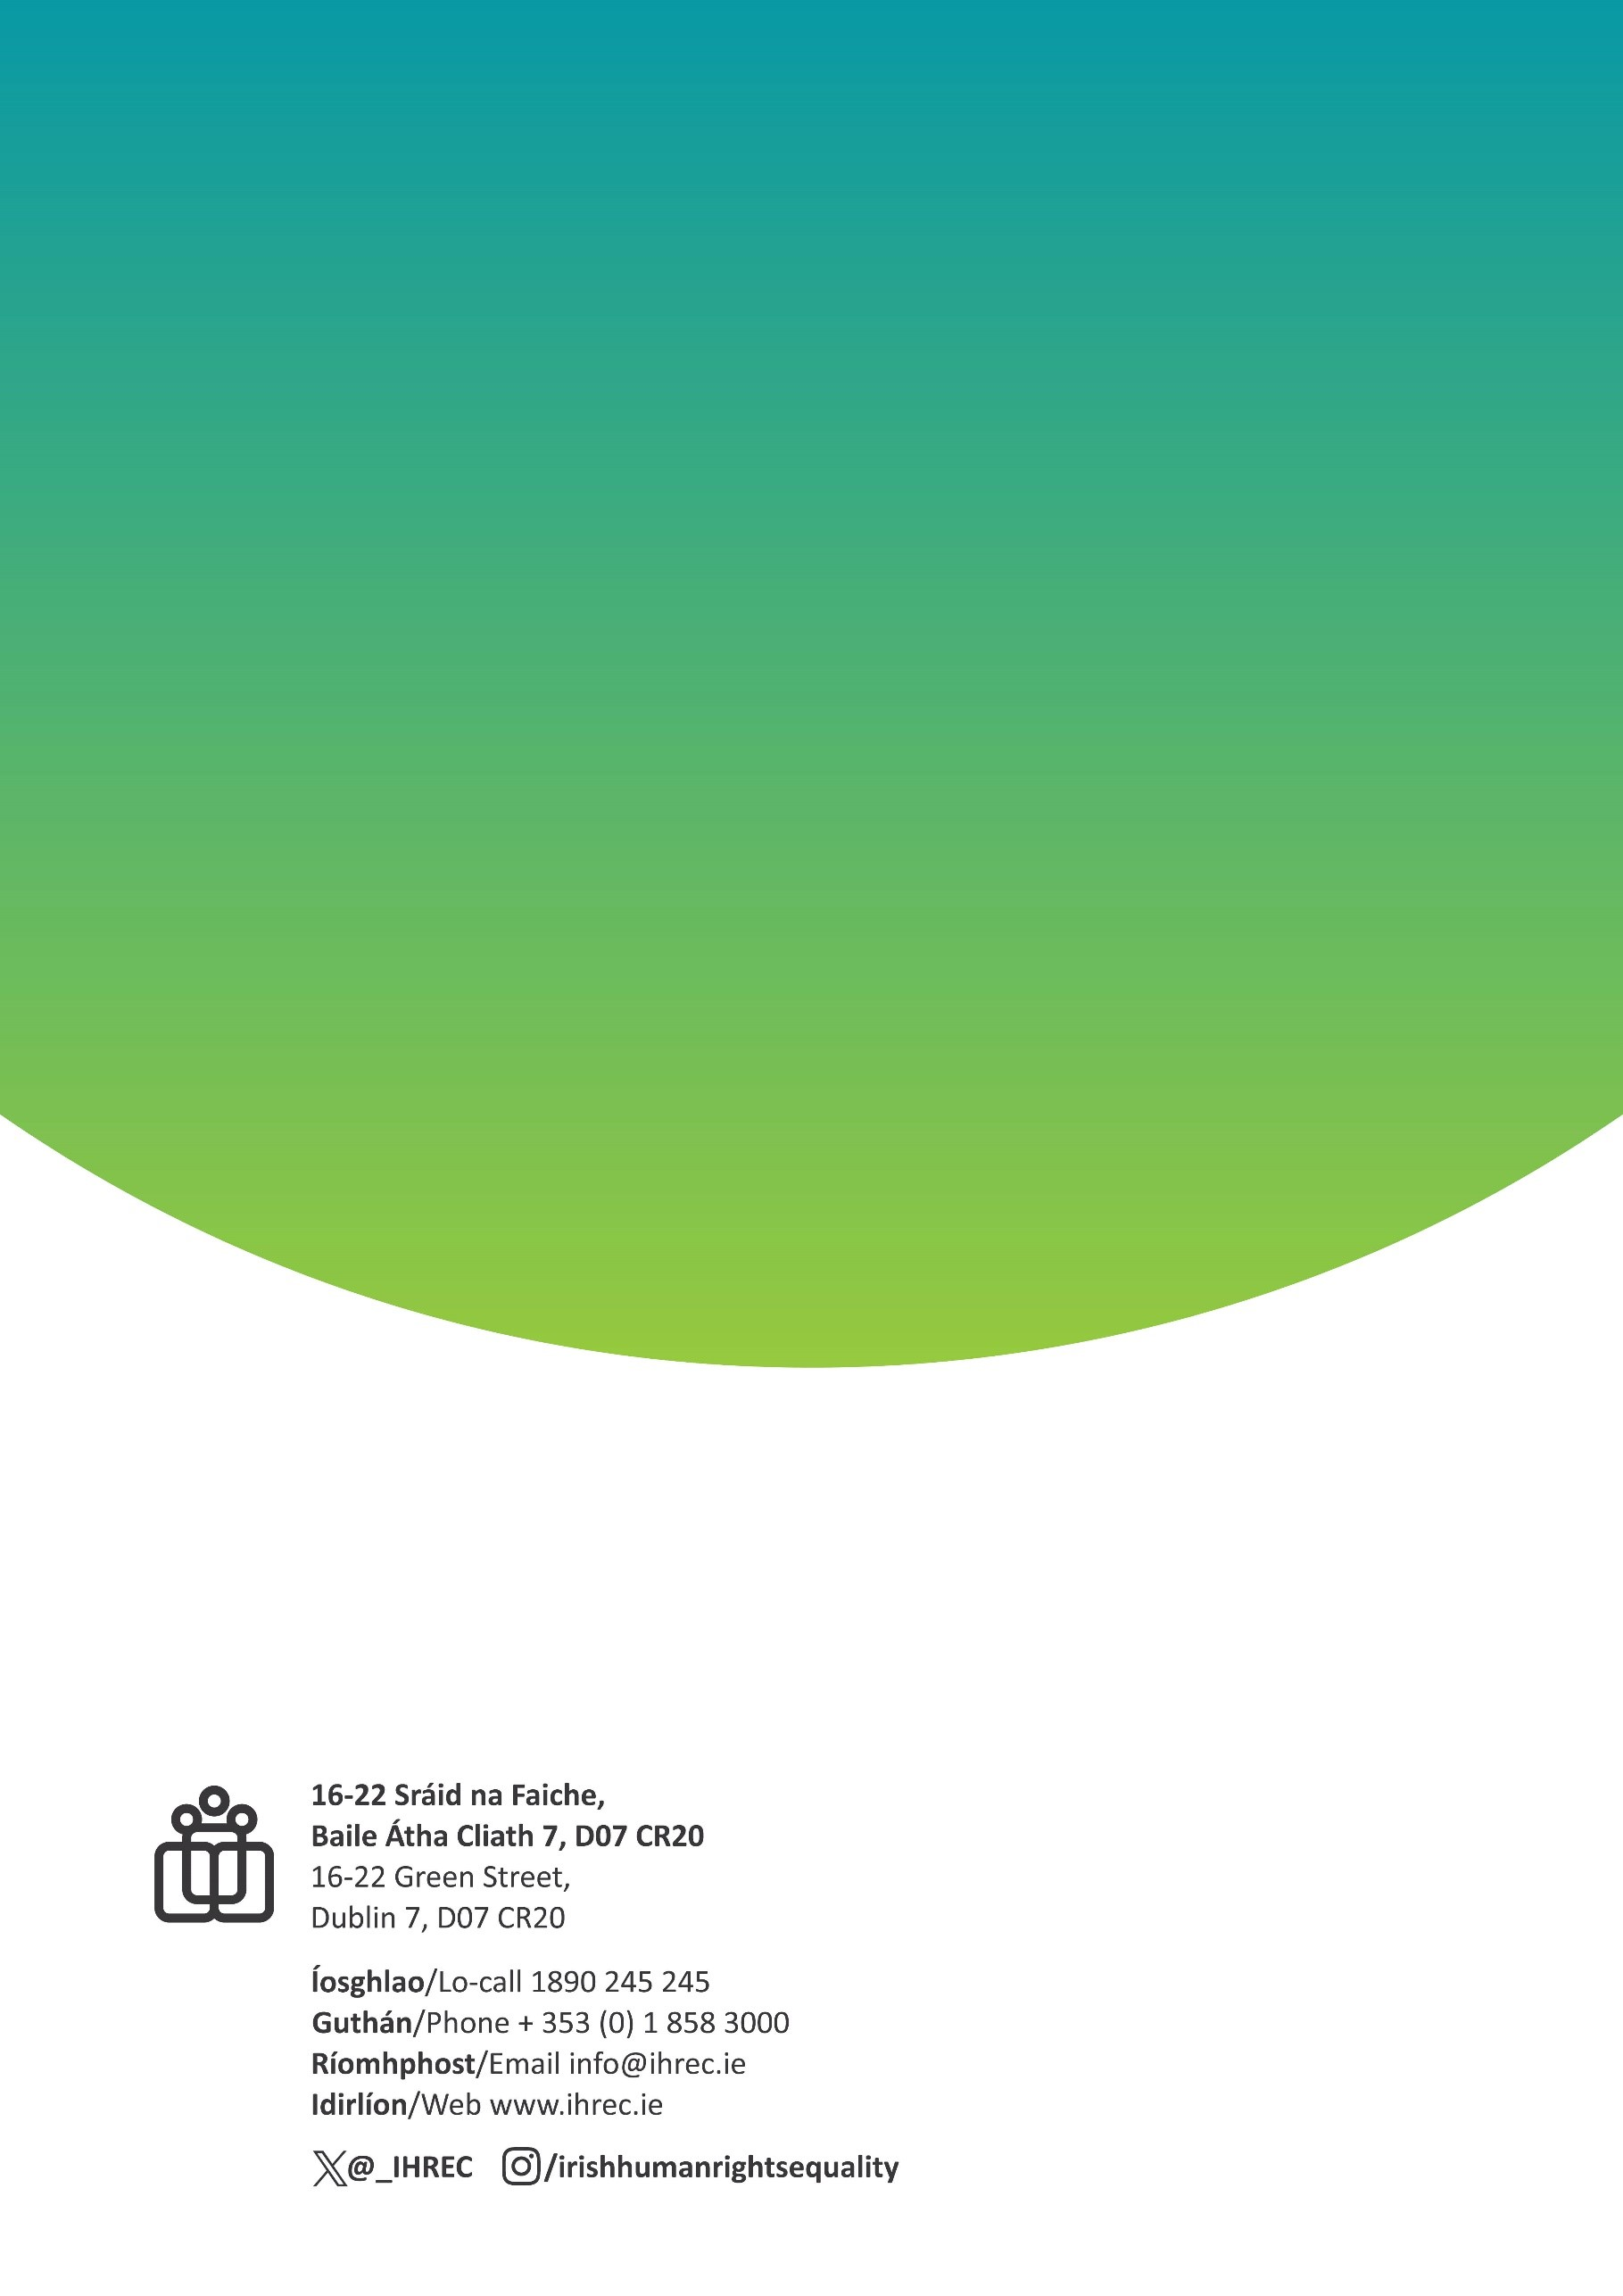 16-22 Sráid na Faiche,
Baile Átha Cliath 7, D07 CR20
16-22 Green Street,
Dublin 7, D07 CR20
Íosghlao/Lo-call 1890 245 245
Guthán/Phone + 353 (0) 1 858 3000
Ríomhphost/Email info@ihrec.ie
Idirlíon/Web www.ihrec.ie
𝕏@_IHREC /irishhumanrightsequality